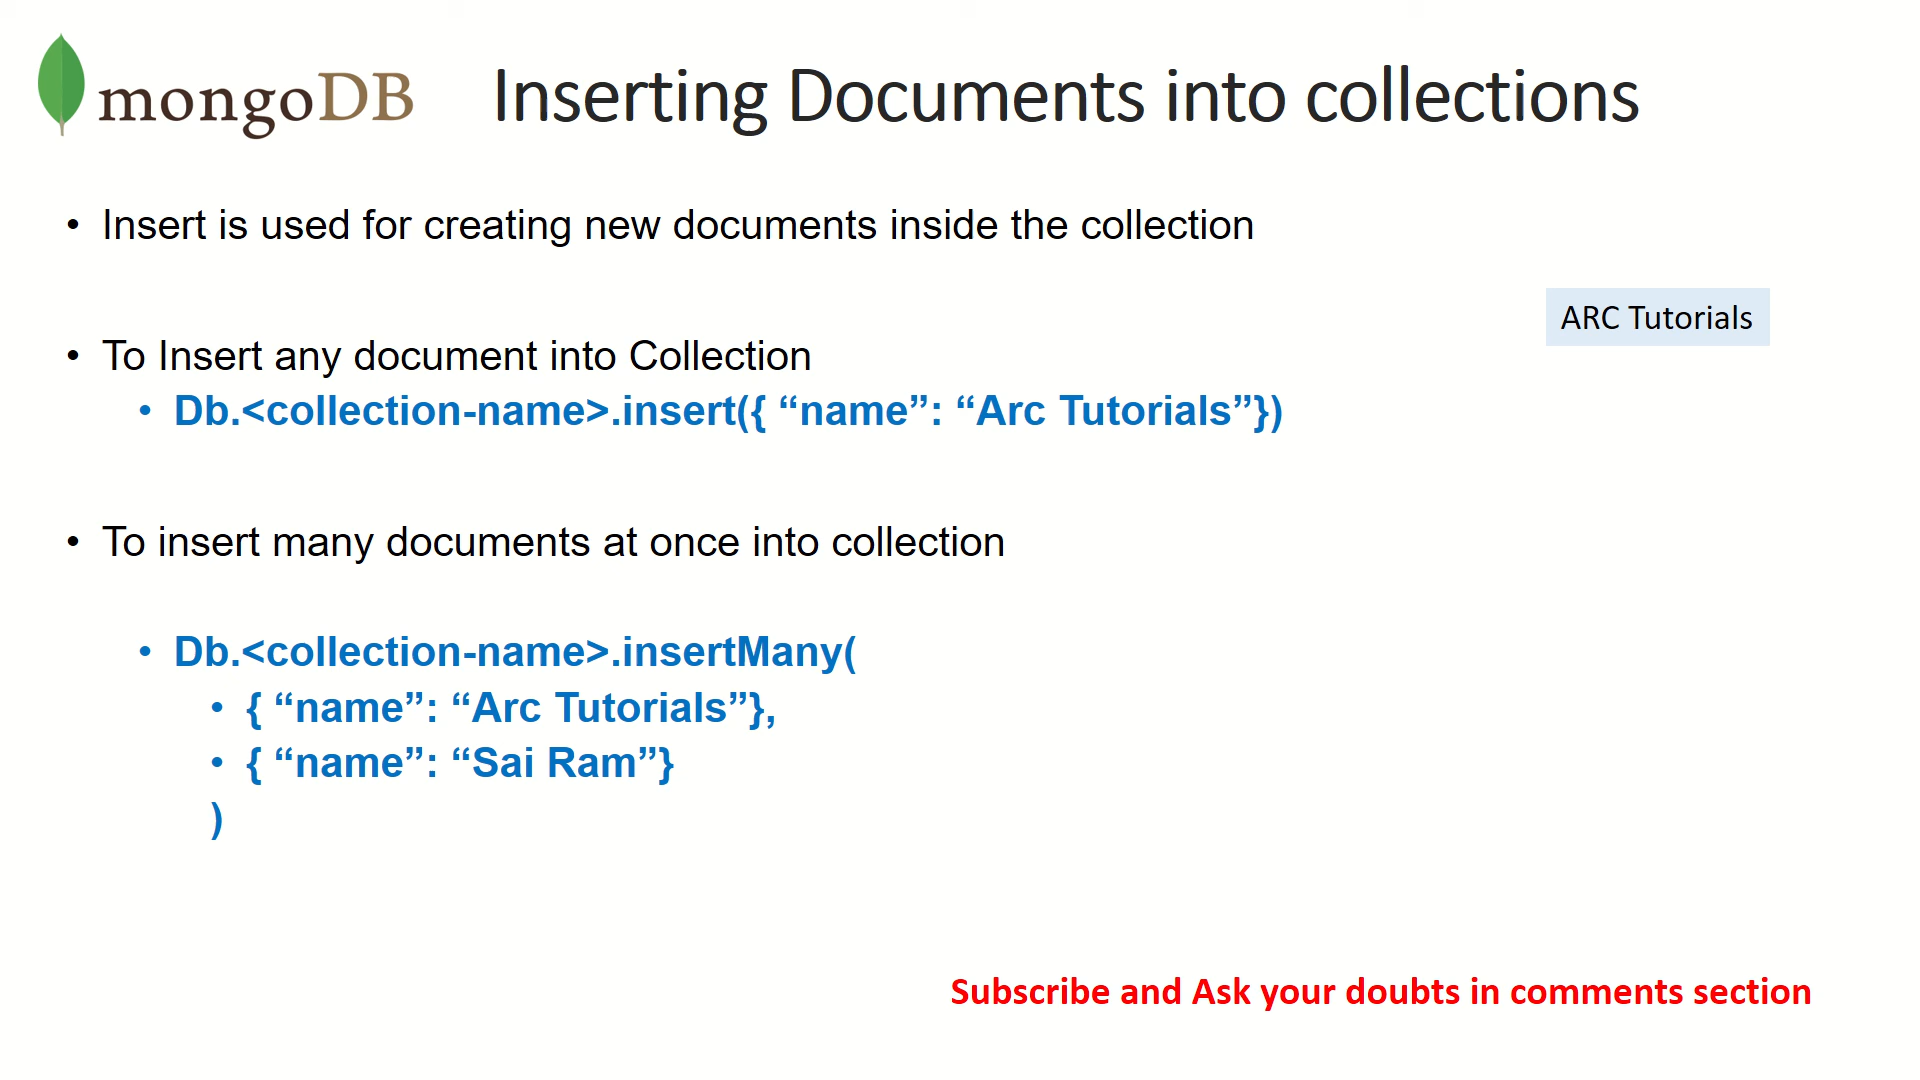 mongoDB
Inserting Documents into collections
• Insert is used for creating new documents inside the collection
ARC Tutorials
• To Insert any document into Collection
• Db.<collection-name>.insert({ “name”: “Arc Tutorials”})
• To insert many documents at once into collection
• Db.<collection-name>.insertMany(
• { “name”: “Arc Tutorials”},
• { “name”: “Sai Ram”}
)
Subscribe and Ask your doubts in comments section